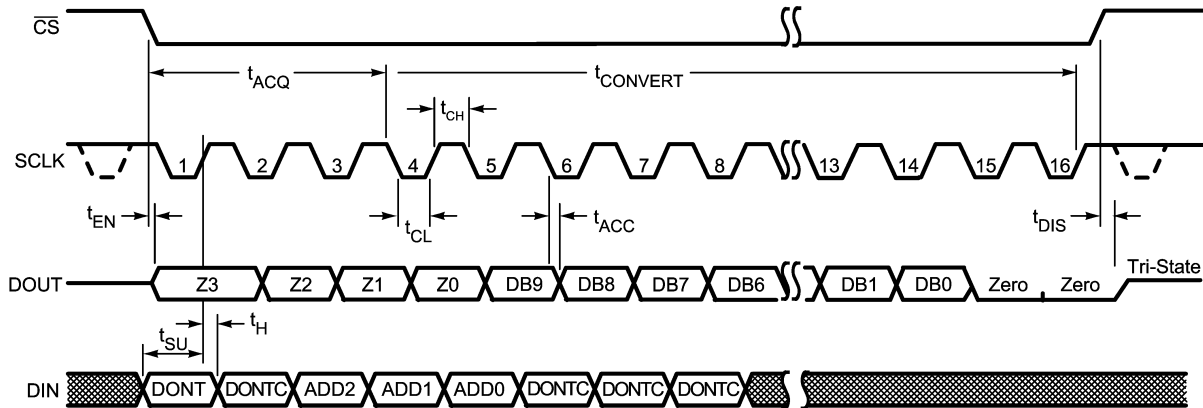 CS
tACQ
tCONVERT
tCH
SCLK
1 2 3 4 5 6 7 8 13 14 15 16
tEN
tCL
tACC
tDIS
Tri-State
DOUT
Z3 Z2 Z1 Z0 DB9 DB8 DB7 DB6 DB1 DB0 Zero Zero
tSU
tH
DIN
DONT DONTC ADD2 ADD1 ADD0 DONTC DONTC DONTC